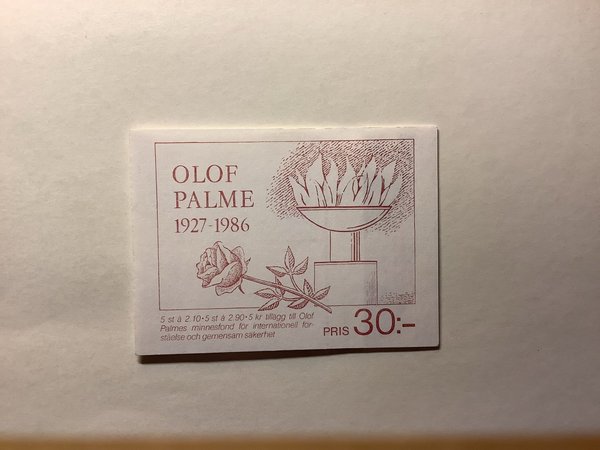 OLOF
PALME
1927-1986
5 st à 2.10•5 st à 2.90•5 kr tillägg till Olof
Palmes minnesfond för internationell för-
ståelse och gemensam säkerhet
PRIS 30:-